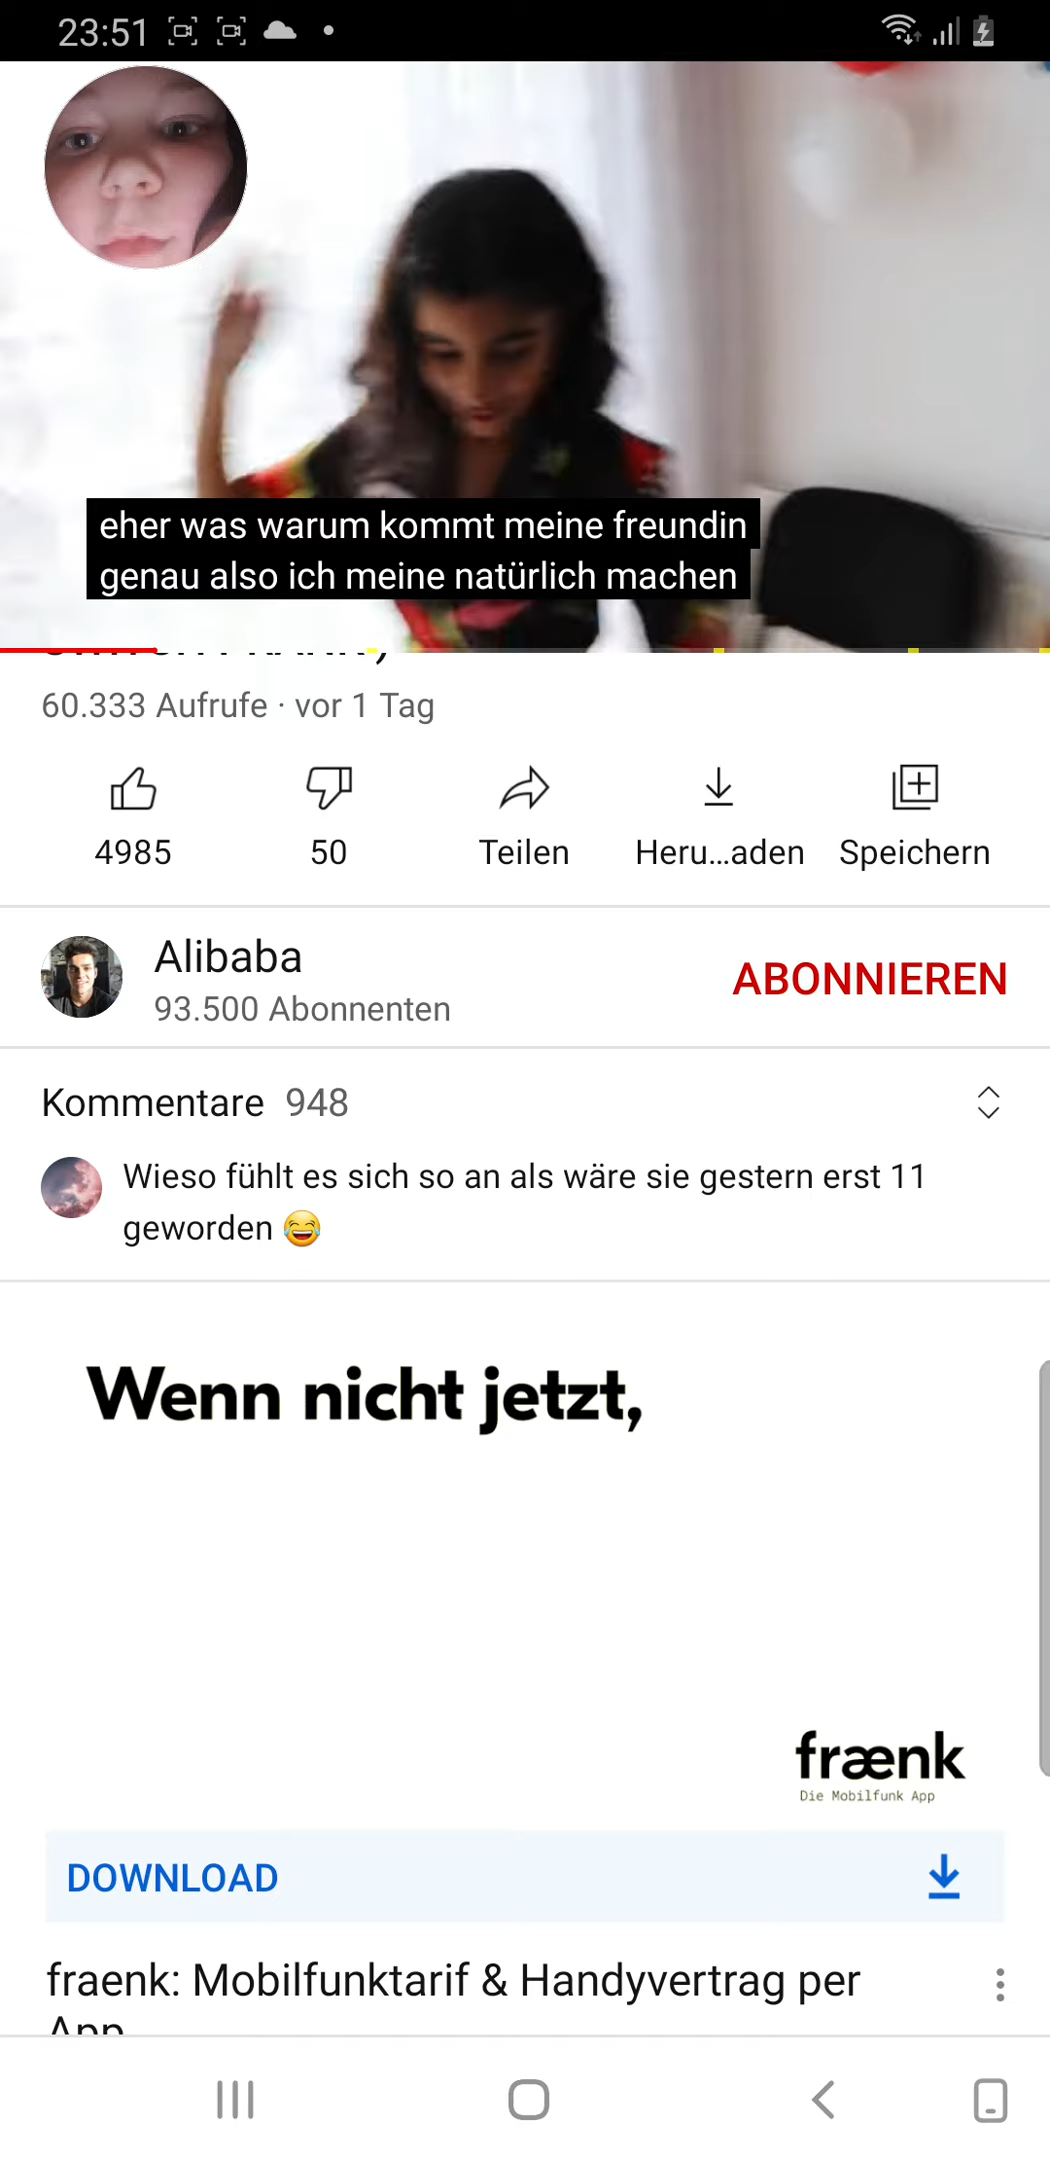 23:51
eher was warum kommt meine freundin
genau also ich meine natürlich machen
60.333 Aufrufe · vor 1 Tag
4985
50
Teilen
Heru...aden
Speichern
Alibaba
93.500 Abonnenten
ABONNIEREN
Kommentare 948
Wieso fühlt es sich so an als wäre sie gestern erst 11
geworden 😂
Wenn nicht jetzt,
frænk
Die Mobilfunk App
DOWNLOAD
fraenk: Mobilfunktarif & Handyvertrag per
App